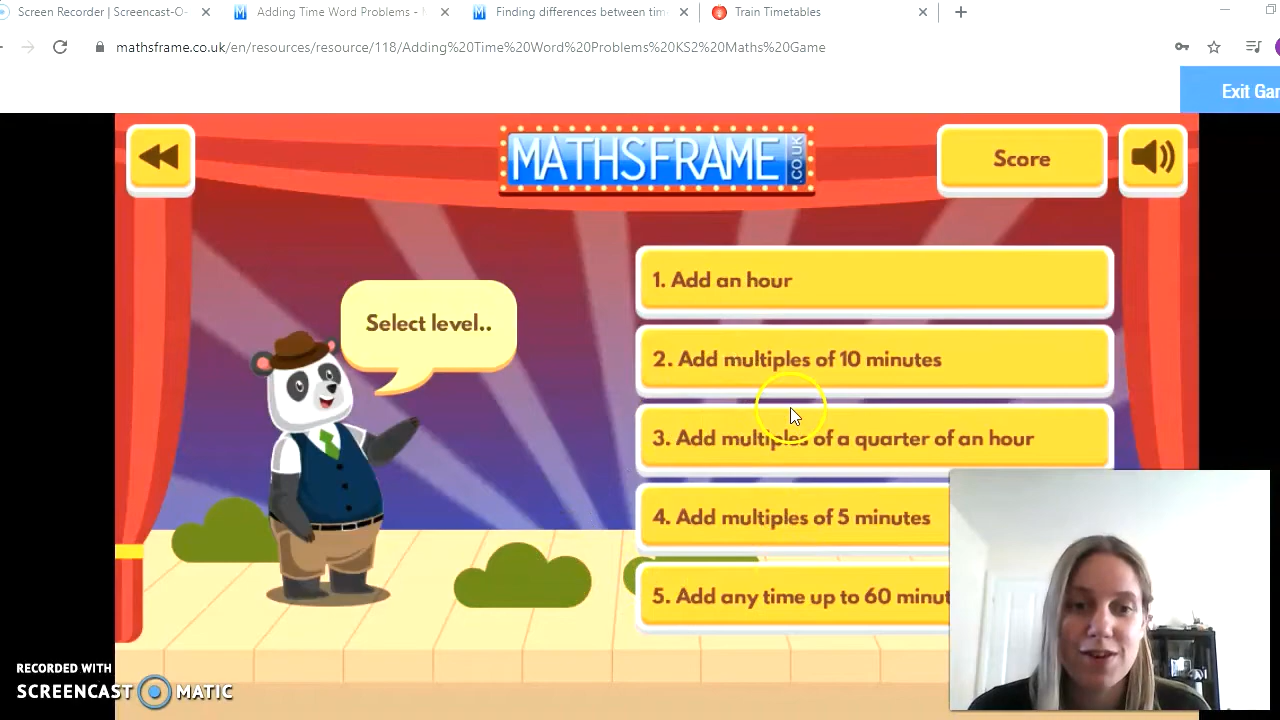 Screen Recorder | Screencast-O-
Adding Time Word Problems -
Finding differences between tim
Train Timetables
mathsframe.co.uk/en/resources/resource/118/Adding%20Time%20Word%20Problems%20KS2%20Maths%20Game
Exit Gam
MATHSFRAME.CO.UK
Score
Select level..
1. Add an hour
2. Add multiples of 10 minutes
3. Add multiples of a quarter of an hour
4. Add multiples of 5 minutes
5. Add any time up to 60 minut
RECORDED WITH
SCREENCAST MATIC